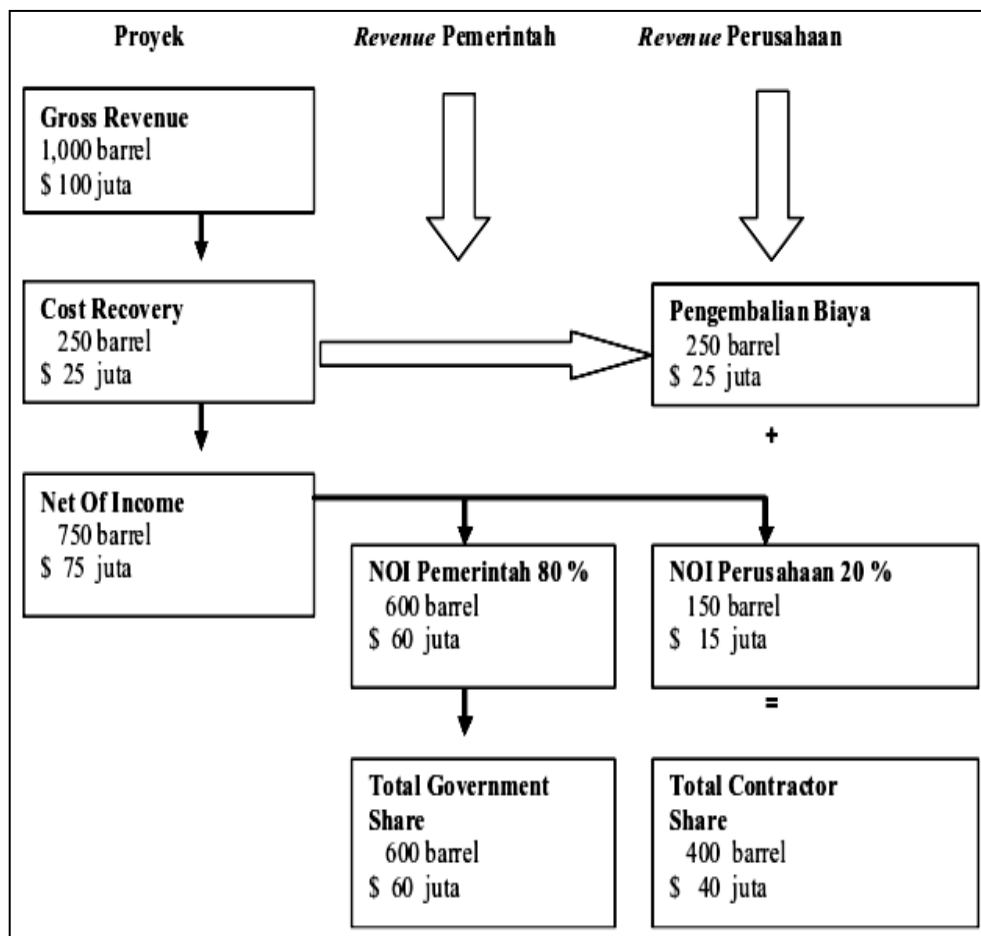 Proyek
Revenue Pemerintah
Revenue Perusahaan
Gross Revenue
1,000 barrel
$ 100 juta
Cost Recovery
250 barrel
$ 25 juta
Pengembalian Biaya
250 barrel
$ 25 juta
+
Net Of Income
750 barrel
$ 75 juta
NOI Pemerintah 80 %
600 barrel
$ 60 juta
NOI Perusahaan 20 %
150 barrel
$ 15 juta
=
Total Government
Share
600 barrel
$ 60 juta
Total Contractor
Share
400 barrel
$ 40 juta